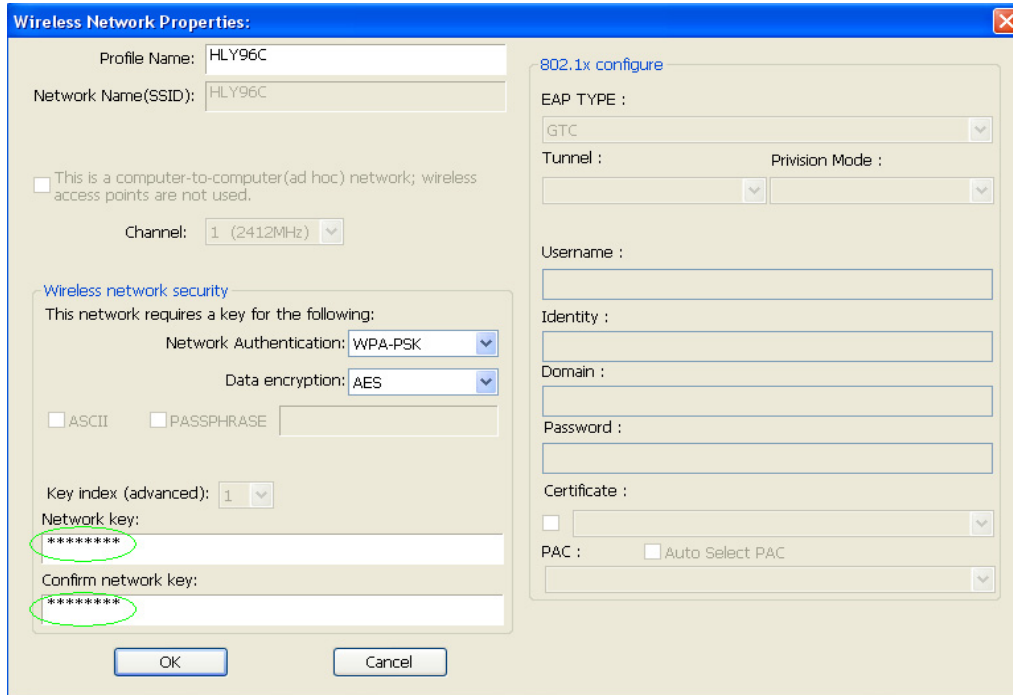 Wireless Network Properties:
Profile Name: HLY96C
Network Name(SSID): HLY96C
This is a computer-to-computer(ad hoc) network; wireless
access points are not used.
Channel: 1 (2412MHz)
Wireless network security
This network requires a key for the following:
Network Authentication: WPA-PSK
Data encryption: AES
ASCII PASSPHRASE
Key index (advanced): 1
Network key:
********
Confirm network key:
********
OK Cancel
802.1x configure
EAP TYPE :
GTC
Tunnel : Privision Mode :
Username :
Identity :
Domain :
Password :
Certificate :
PAC : Auto Select PAC